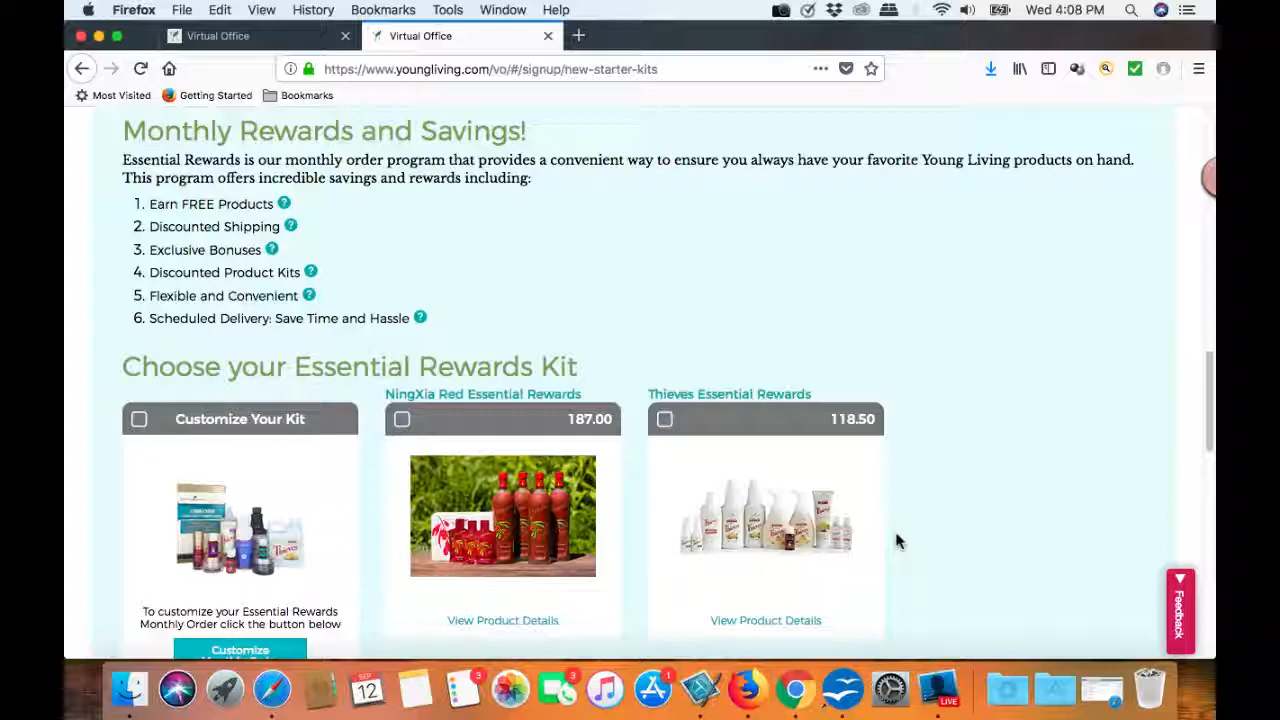 Firefox File Edit View History Bookmarks Tools Window Help Wed 4:08 PM
Virtual Office Virtual Office
https://www.youngliving.com/vo/#/signup/new-starter-kits
Most Visited Getting Started Bookmarks
Monthly Rewards and Savings!
Essential Rewards is our monthly order program that provides a convenient way to ensure you always have your favorite Young Living products on hand.
This program offers incredible savings and rewards including:
1. Earn FREE Products ?
2. Discounted Shipping ?
3. Exclusive Bonuses ?
4. Discounted Product Kits ?
5. Flexible and Convenient ?
6. Scheduled Delivery: Save Time and Hassle ?
Choose your Essential Rewards Kit
NingXia Red Essential Rewards Thieves Essential Rewards
Customize Your Kit 187.00 118.50
To customize your Essential Rewards
Monthly Order click the button below
View Product Details View Product Details
Customize
Feedback
SEP
12
3
3
1
LIVE